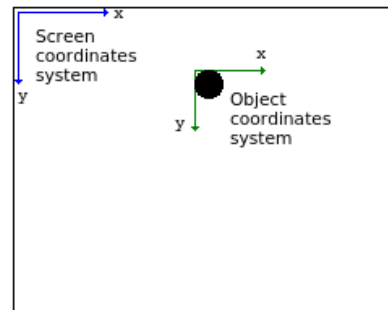 x
Screen
coordinates
system
y
x
y
Object
coordinates
system